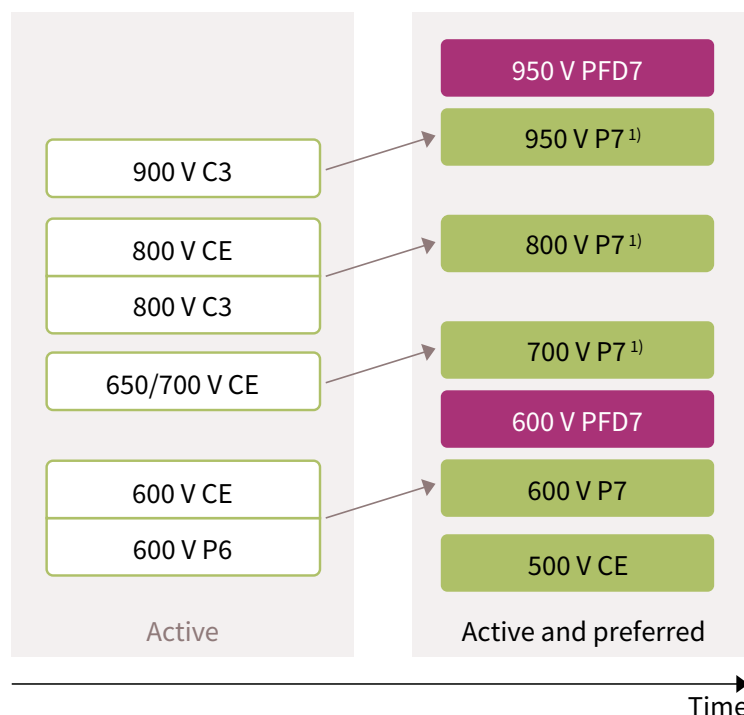 900 V C3
800 V CE
800 V C3
650/700 V CE
600 V CE
600 V P6
Active
950 V PFD7
950 V P7 1)
800 V P7 1)
700 V P7 1)
600 V PFD7
600 V P7
500 V CE
Active and preferred
Time